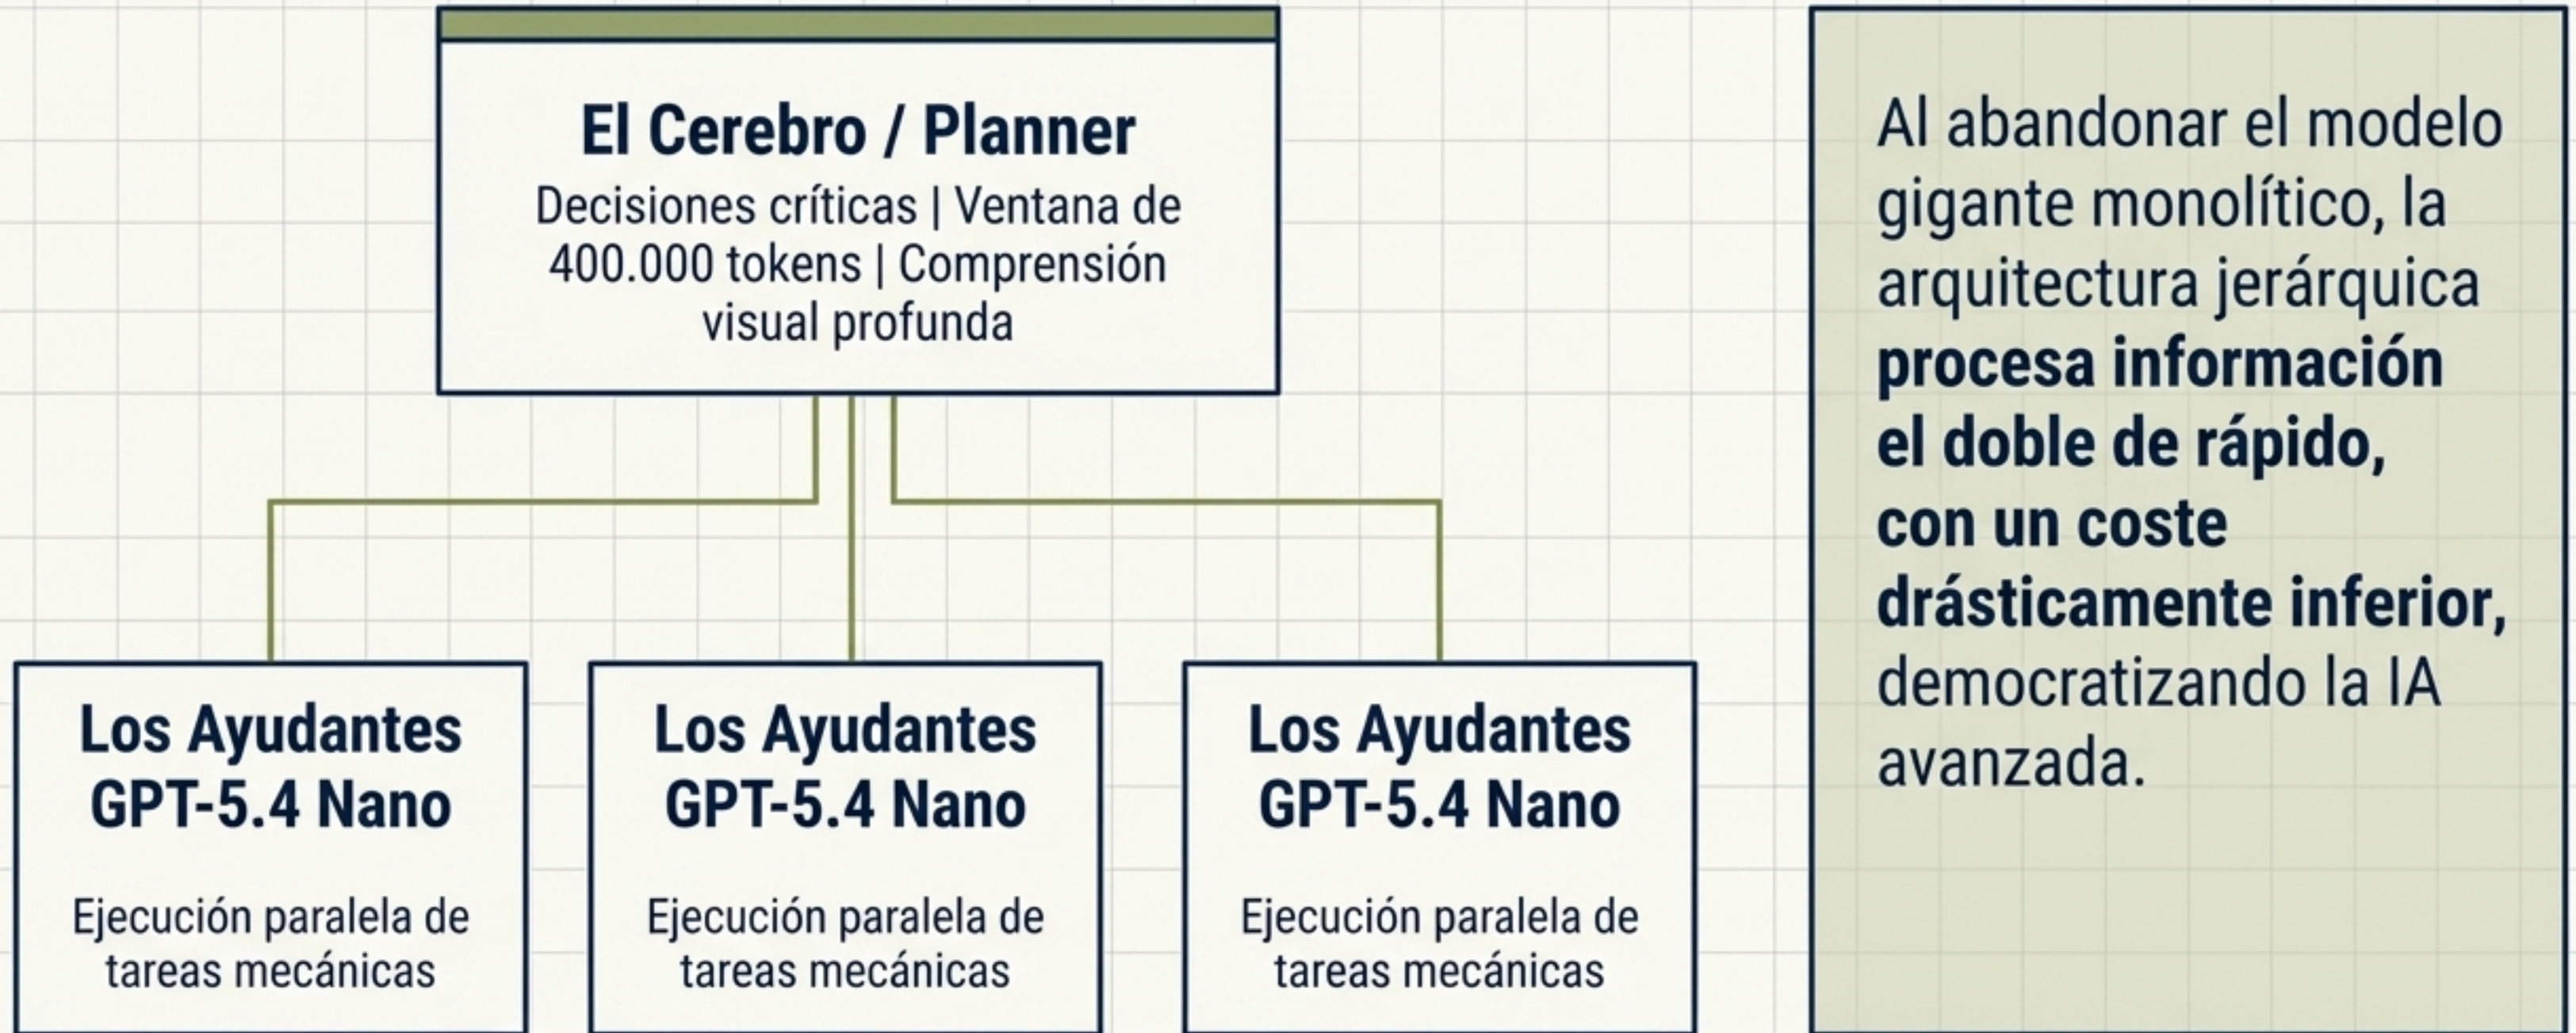 El Cerebro / Planner
Decisiones críticas | Ventana de
400.000 tokens | Comprensión
visual profunda
Los Ayudantes
GPT-5.4 Nano
Ejecución paralela de
tareas mecánicas
Los Ayudantes
GPT-5.4 Nano
Ejecución paralela de
tareas mecánicas
Los Ayudantes
GPT-5.4 Nano
Ejecución paralela de
tareas mecánicas
Al abandonar el modelo
gigante monolítico, la
arquitectura jerárquica
procesa información
el doble de rápido,
con un coste
drásticamente inferior,
democratizando la IA
avanzada.